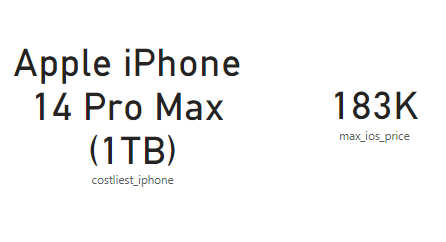 Apple iPhone
14 Pro Max
(1TB)
costliest_iphone
183K
max_ios_price